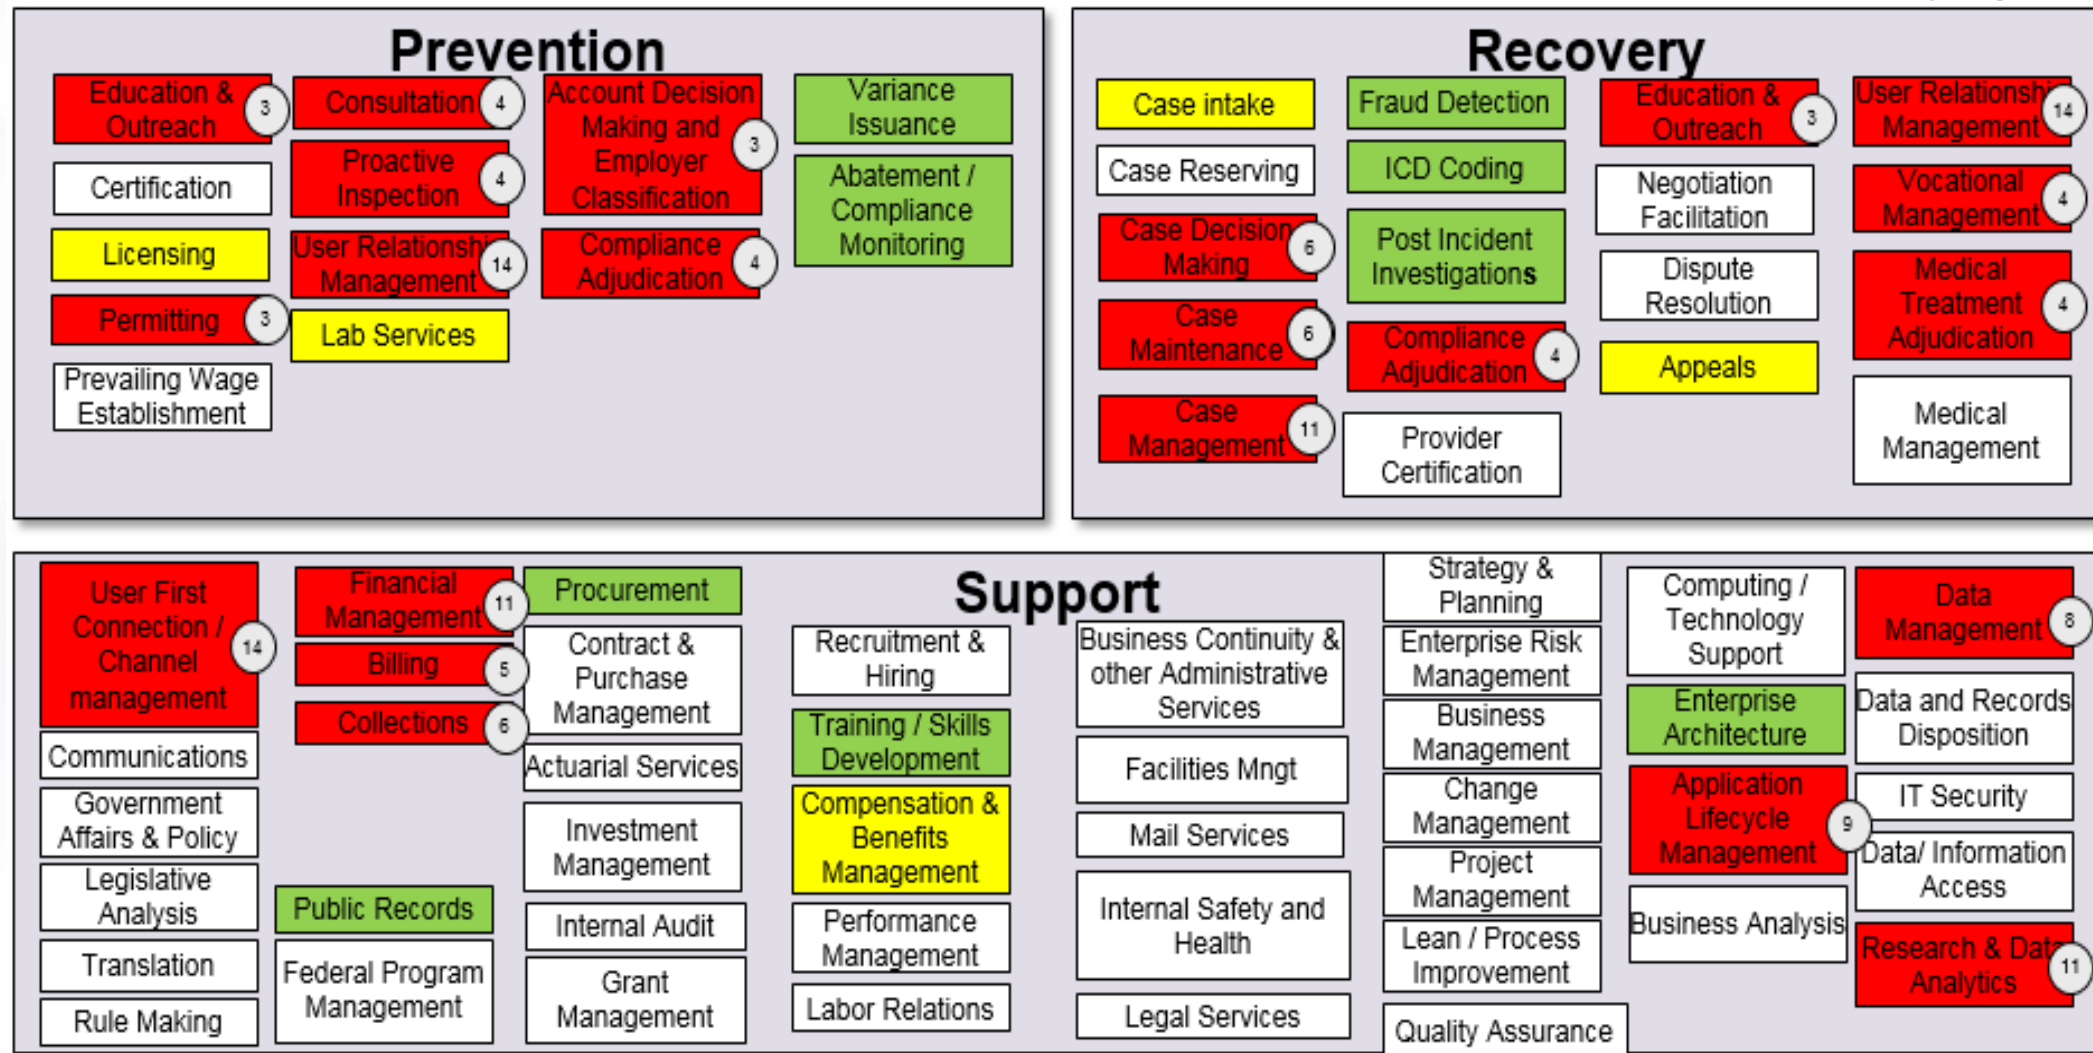 Prevention
Education &
Outreach
3
Certification
Licensing
Permitting
3
Prevailing Wage
Establishment
Consultation
4
Proactive
Inspection
4
User Relationship
Management
14
Lab Services
Account Decision
Making and
Employer
Classification
3
Compliance
Adjudication
4
Variance
Issuance
Abatement /
Compliance
Monitoring
Recovery
Case intake
Case Reserving
Case Decision
Making
6
Case
Maintenance
6
Case
Management
11
Fraud Detection
ICD Coding
Post Incident
Investigations
Compliance
Adjudication
4
Provider
Certification
Education &
Outreach
3
Negotiation
Facilitation
Dispute
Resolution
Appeals
User Relationship
Management
14
Vocational
Management
4
Medical
Treatment
Adjudication
4
Medical
Management
Support
User First
Connection /
Channel
management
14
Communications
Government
Affairs & Policy
Legislative
Analysis
Translation
Rule Making
Financial
Management
11
Billing
5
Collections
6
Public Records
Federal Program
Management
Procurement
Contract &
Purchase
Management
Actuarial Services
Investment
Management
Internal Audit
Grant
Management
Recruitment &
Hiring
Training / Skills
Development
Compensation &
Benefits
Management
Performance
Management
Labor Relations
Business Continuity &
other Administrative
Services
Facilities Mngt
Mail Services
Internal Safety and
Health
Legal Services
Strategy &
Planning
Enterprise Risk
Management
Business
Management
Change
Management
Project
Management
Lean / Process
Improvement
Quality Assurance
Computing /
Technology
Support
Enterprise
Architecture
Application
Lifecycle
Management
9
Business Analysis
Data
Management
8
Data and Records
Disposition
IT Security
Data/ Information
Access
Research & Data
Analytics
11